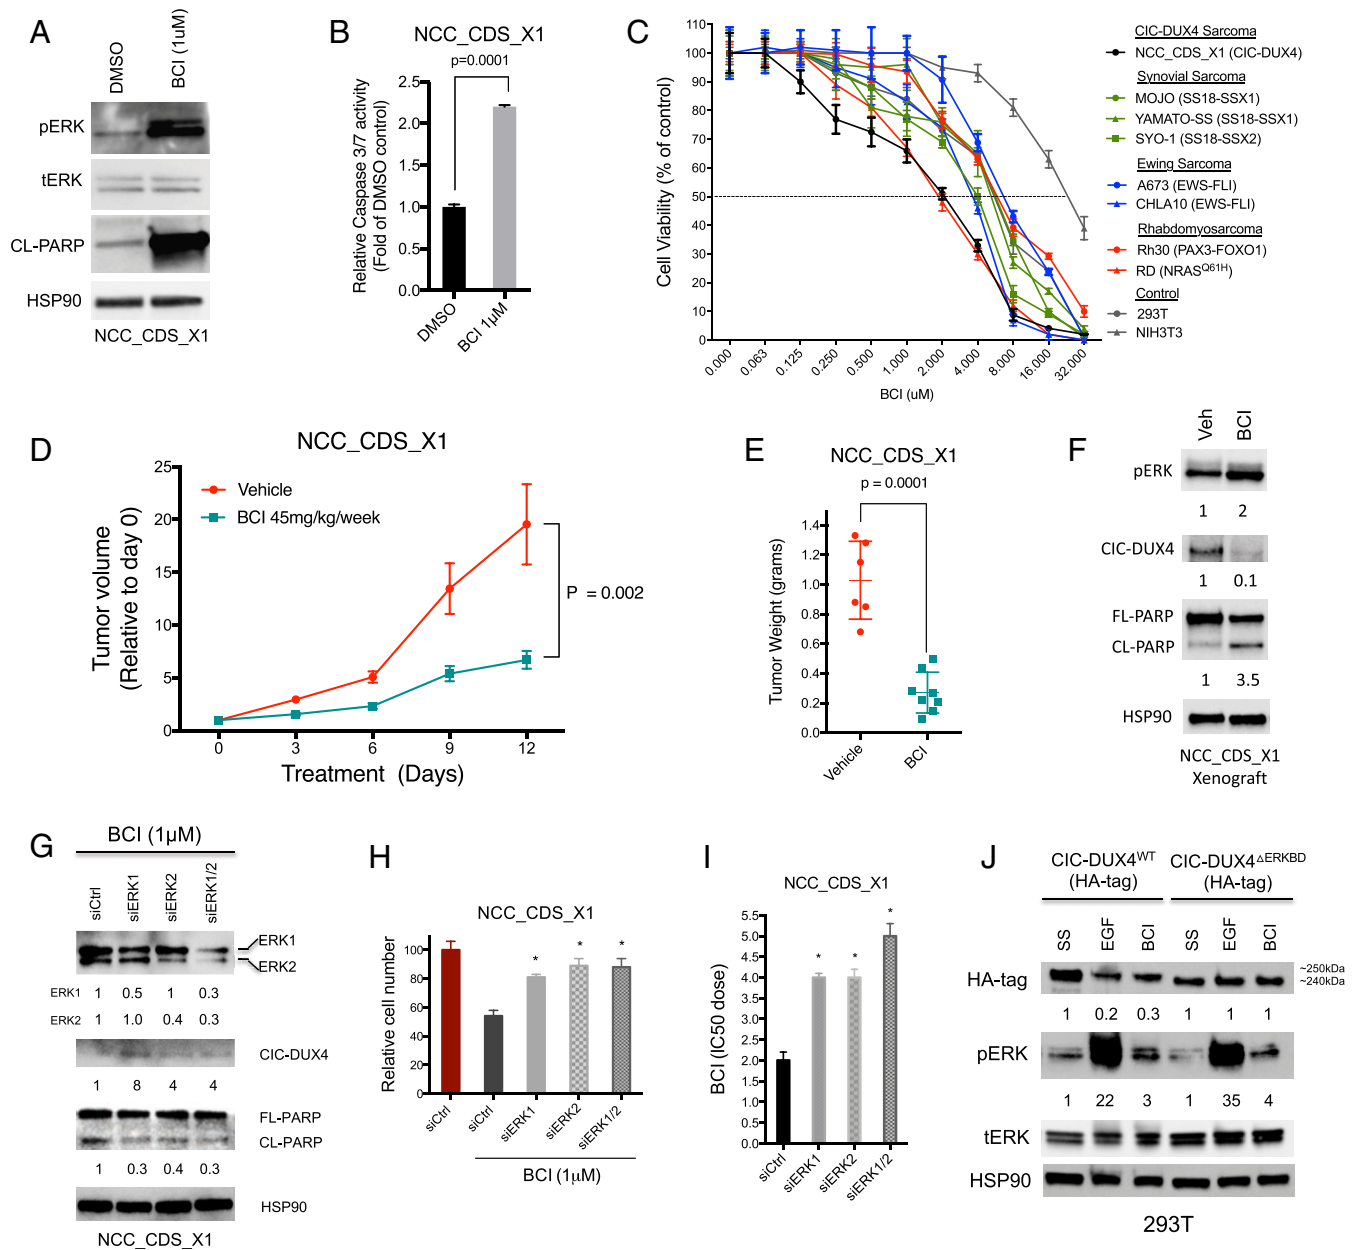 A
DMSO
BCI (1uM)
pERK
tERK
CL-PARP
HSP90
NCC_CDS_X1
B
NCC_CDS_X1
p=0.0001
Relative Caspase 3/7 activity
(Fold of DMSO control)
2.5
2.0
1.5
1.0
0.5
0.0
DMSO
BCI 1μM
C
Cell Viability (% of control)
110
100
90
80
70
60
50
40
30
20
10
0
0.000
0.063
0.125
0.250
0.500
1.000
2.000
4.000
8.000
16.000
32.000
BCI (uM)
CIC-DUX4 Sarcoma
NCC_CDS_X1 (CIC-DUX4)
Synovial Sarcoma
MOJO (SS18-SSX1)
YAMATO-SS (SS18-SSX1)
SYO-1 (SS18-SSX2)
Ewing Sarcoma
A673 (EWS-FLI)
CHLA10 (EWS-FLI)
Rhabdomyosarcoma
Rh30 (PAX3-FOXO1)
RD (NRAS^Q61H)
Control
293T
NIH3T3
D
NCC_CDS_X1
Tumor volume
(Relative to day 0)
25
20
15
10
5
0
Vehicle
BCI 45mg/kg/week
P = 0.002
0 3 6 9 12
Treatment (Days)
E
NCC_CDS_X1
p = 0.0001
Tumor Weight (grams)
1.4
1.2
1.0
0.8
0.6
0.4
0.2
0.0
Vehicle
BCI
F
Veh
BCI
pERK
1 2
CIC-DUX4
1 0.1
FL-PARP
CL-PARP
1 3.5
HSP90
NCC_CDS_X1
Xenograft
G
BCI (1μM)
siCtrl
siERK1
siERK2
siERK1/2
ERK1
ERK2
ERK1 1 0.5 1 0.3
ERK2 1 1.0 0.4 0.3
CIC-DUX4
1 8 4 4
FL-PARP
CL-PARP
1 0.3 0.4 0.3
HSP90
NCC_CDS_X1
H
NCC_CDS_X1
Relative cell number
100
80
60
40
20
0
* * *
siCtrl
siCtrl
siERK1
siERK2
siERK1/2
BCI (1μM)
I
NCC_CDS_X1
BCI (IC50 dose)
5.5
5.0
4.5
4.0
3.5
3.0
2.5
2.0
1.5
1.0
0.5
0.0
* * *
siCtrl
siERK1
siERK2
siERK1/2
J
CIC-DUX4^WT
(HA-tag)
CIC-DUX4^△ERKBD
(HA-tag)
SS
EGF
BCI
SS
EGF
BCI
HA-tag
~250kDa
~240kDa
1 0.2 0.3 1 1 1
pERK
1 22 3 1 35 4
tERK
HSP90
293T